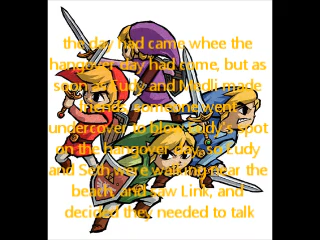 the day had came whee the
hangover day had come, but as
soon as Cudy and Medli made
friends, someone went
undercover to blow Cudy's spot
on the hangover day, so Cudy
and Seth were walking near the
beach, and saw Link, and
decided they needed to talk